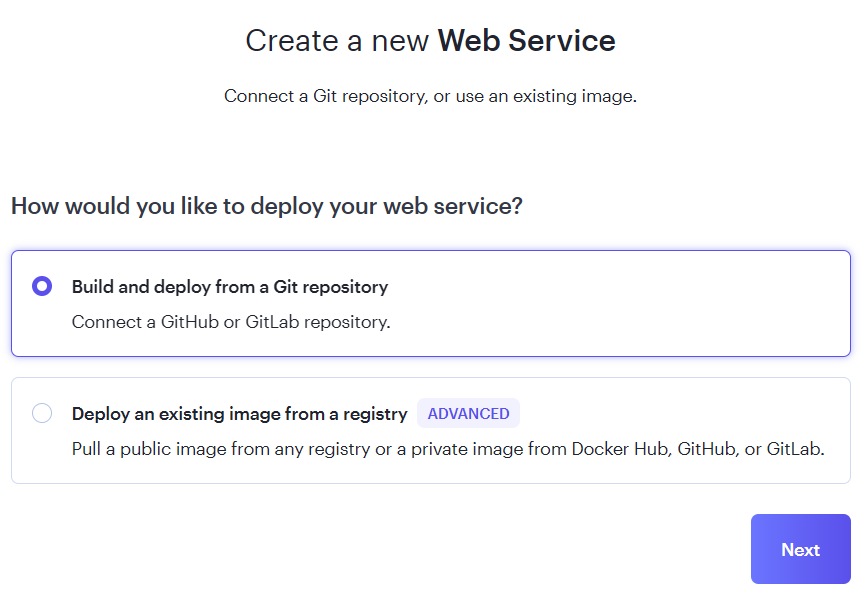 Create a new Web Service
Connect a Git repository, or use an existing image.
How would you like to deploy your web service?
Build and deploy from a Git repository
Connect a GitHub or GitLab repository.
Deploy an existing image from a registry ADVANCED
Pull a public image from any registry or a private image from Docker Hub, GitHub, or GitLab.
Next